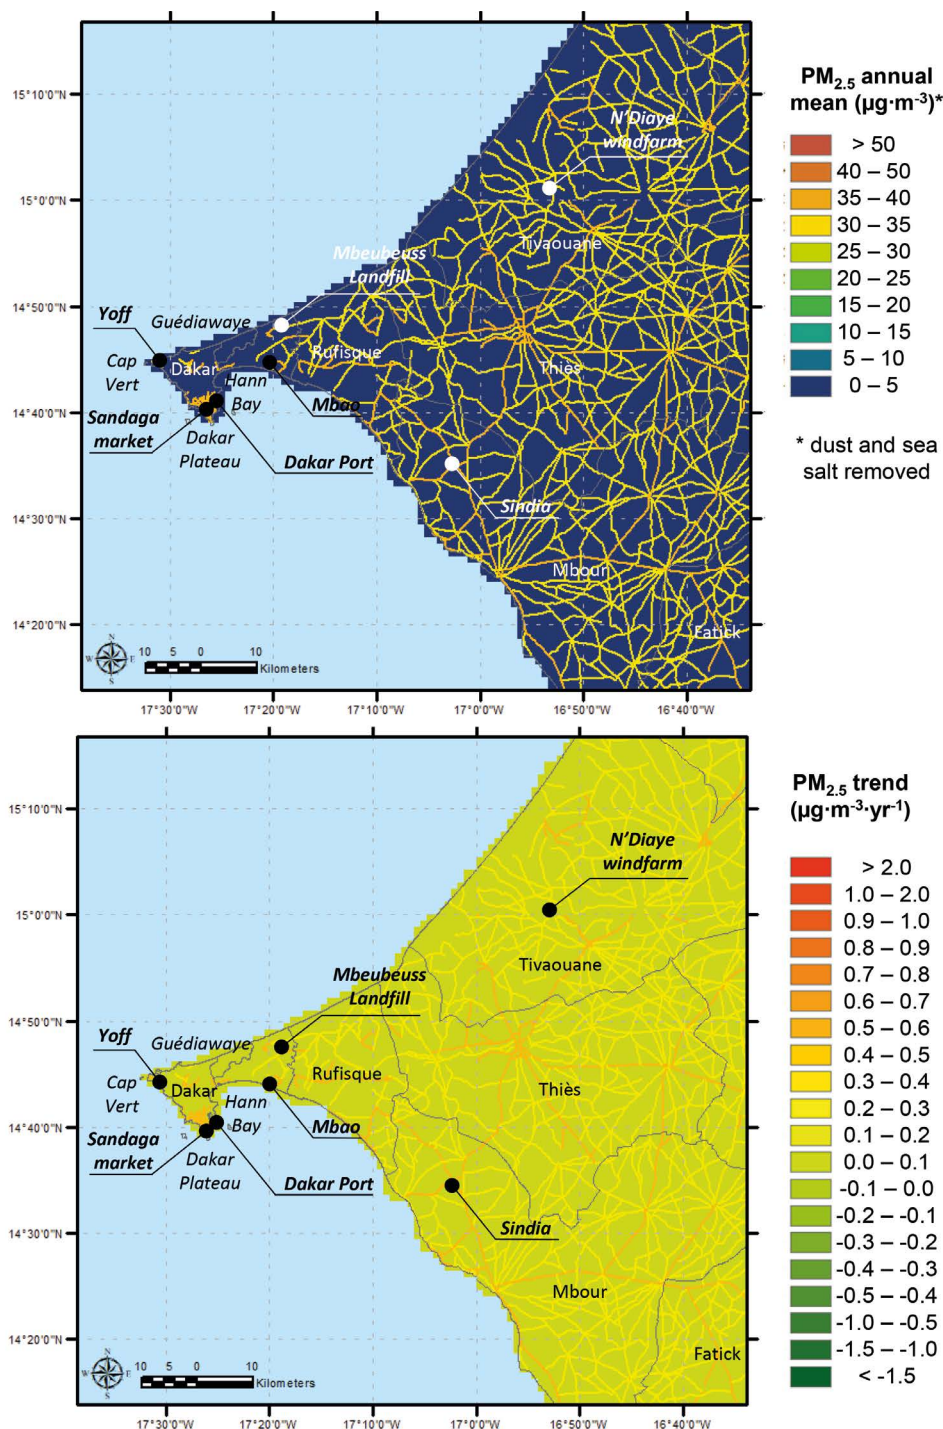 PM2.5 annual
mean (µg·m-3)*
> 50
40 – 50
35 – 40
30 – 35
25 – 30
20 – 25
15 – 20
10 – 15
5 – 10
0 – 5
* dust and sea
salt removed
15°10'0"N
15°0'0"N
14°50'0"N
14°40'0"N
14°30'0"N
14°20'0"N
N'Diaye
windfarm
Tivaouane
Mbeubeuss
Landfill
Yoff
Guédiawaye
Rufisque
Cap
Vert
Dakar
Hann
Bay
Thiès
Mbao
Sandaga
market
Dakar
Plateau
Dakar Port
Sindia
Mbour
Fatick
N
W E
S
10 5 0 10
Kilometers
17°30'0"W 17°20'0"W 17°10'0"W 17°0'0"W 16°50'0"W 16°40'0"W
PM2.5 trend
(µg·m-3·yr-1)
> 2.0
1.0 – 2.0
0.9 – 1.0
0.8 – 0.9
0.7 – 0.8
0.6 – 0.7
0.5 – 0.6
0.4 – 0.5
0.3 – 0.4
0.2 – 0.3
0.1 – 0.2
0.0 – 0.1
-0.1 – 0.0
-0.2 – -0.1
-0.3 – -0.2
-0.4 – -0.3
-0.5 – -0.4
-1.0 – -0.5
-1.5 – -1.0
< -1.5
15°10'0"N
15°0'0"N
14°50'0"N
14°40'0"N
14°30'0"N
14°20'0"N
N'Diaye
windfarm
Tivaouane
Mbeubeuss
Landfill
Yoff
Guédiawaye
Rufisque
Cap
Vert
Dakar
Hann
Bay
Thiès
Mbao
Sandaga
market
Dakar
Plateau
Dakar Port
Sindia
Mbour
Fatick
N
W E
S
10 5 0 10
Kilometers
17°30'0"W 17°20'0"W 17°10'0"W 17°0'0"W 16°50'0"W 16°40'0"W